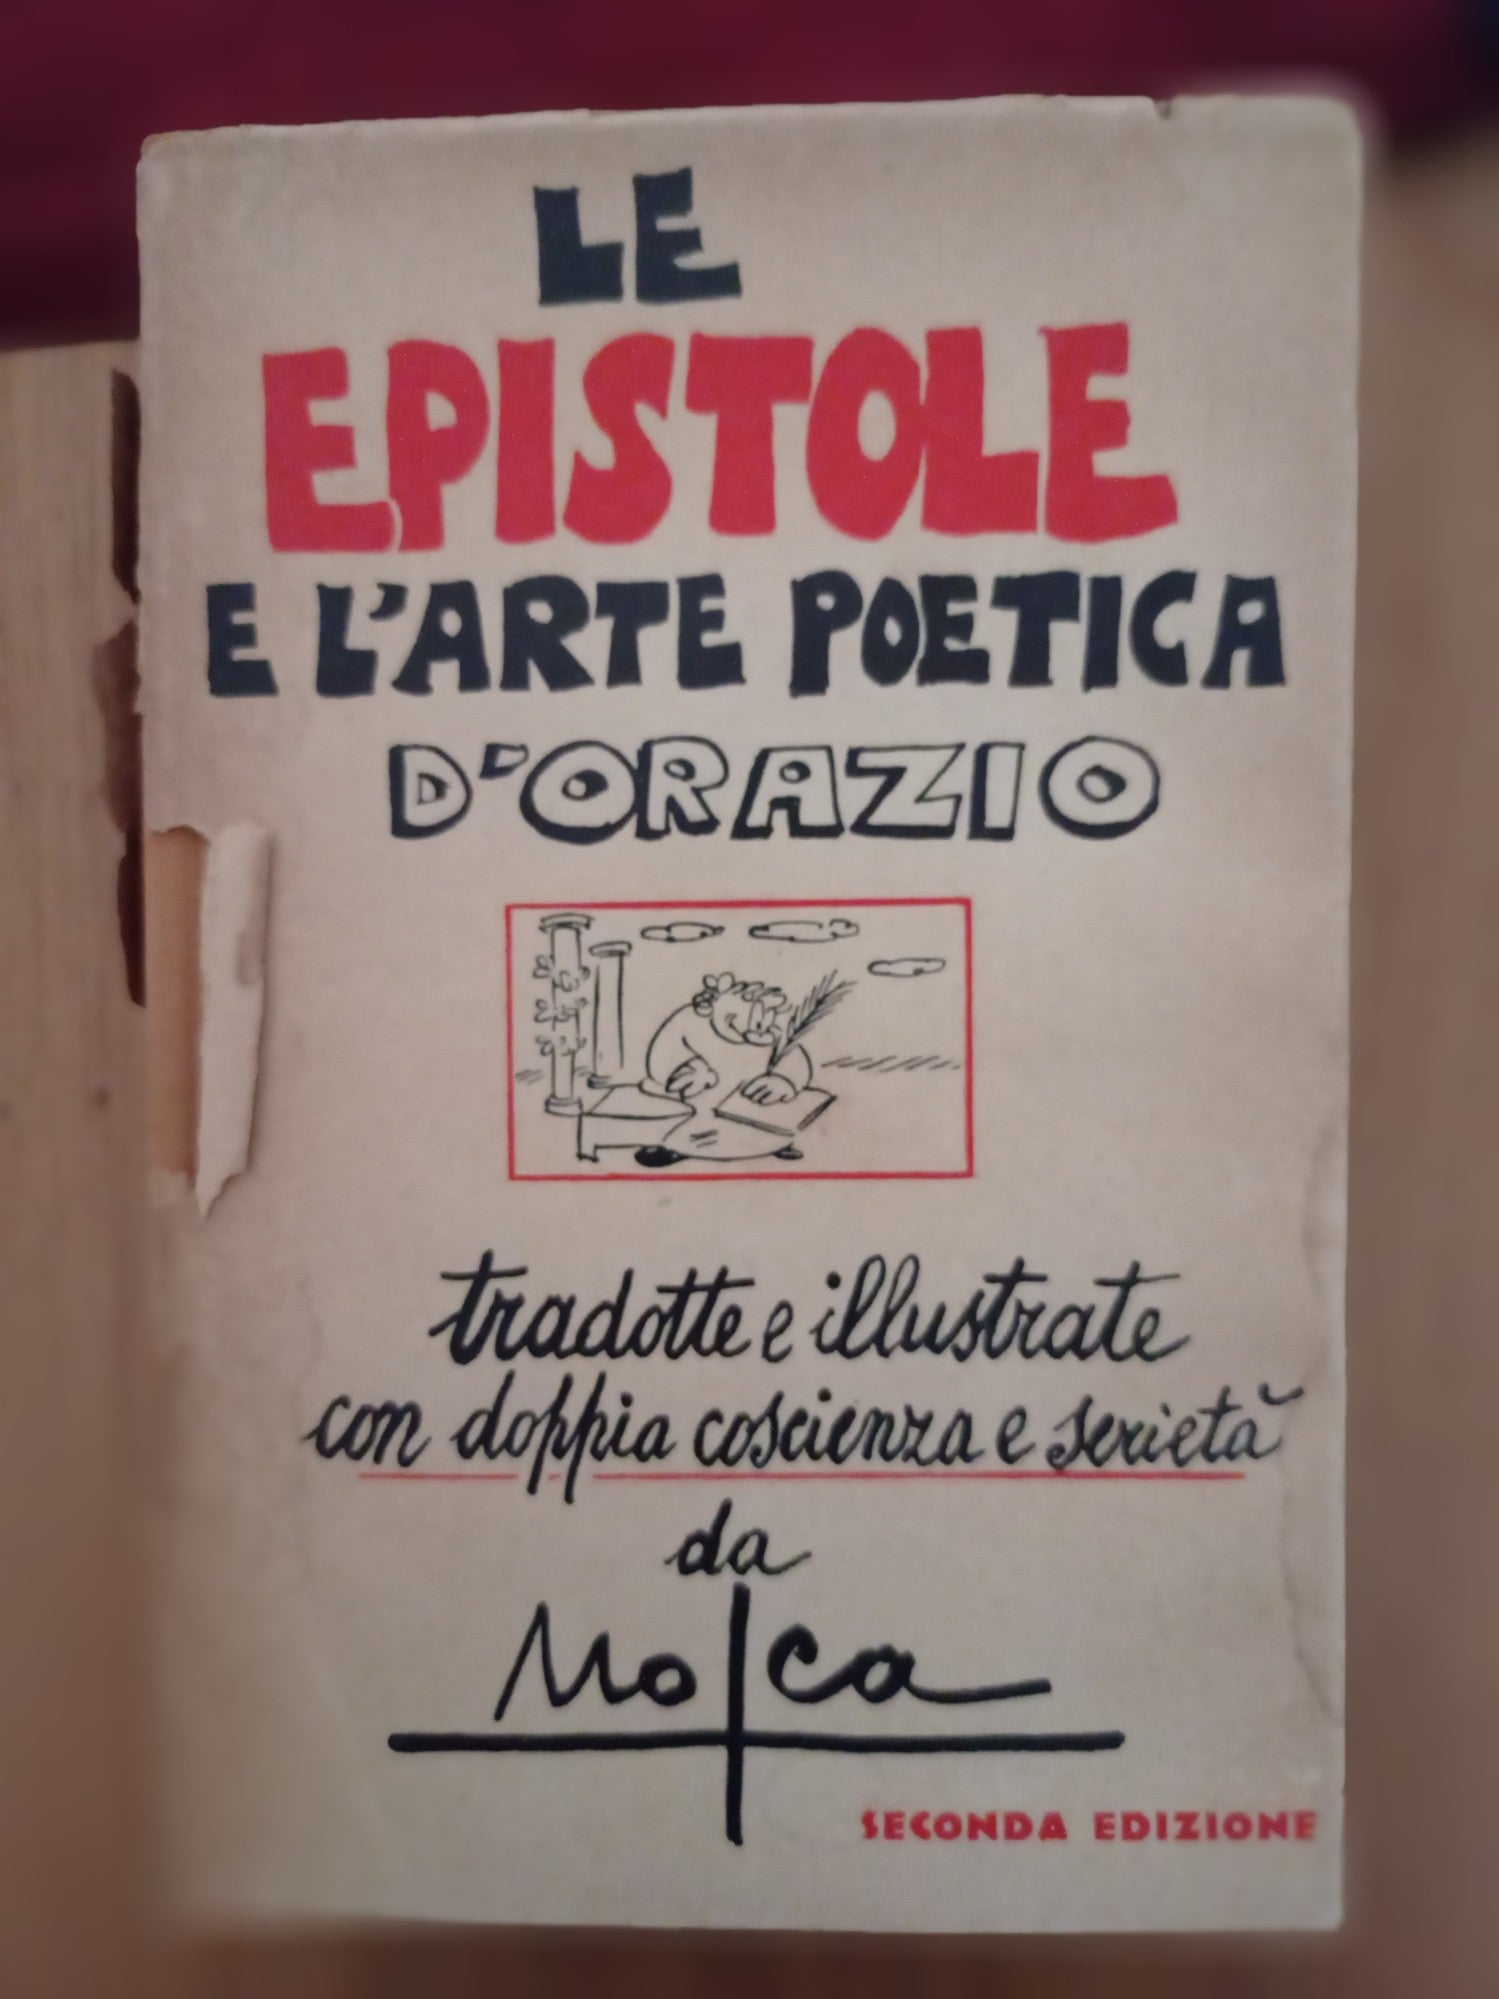 LE
EPISTOLE
E L'ARTE POETICA
D'ORAZIO
tradotte e illustrate
con doppia coscienza e serietà
da
Mosca
SECONDA EDIZIONE